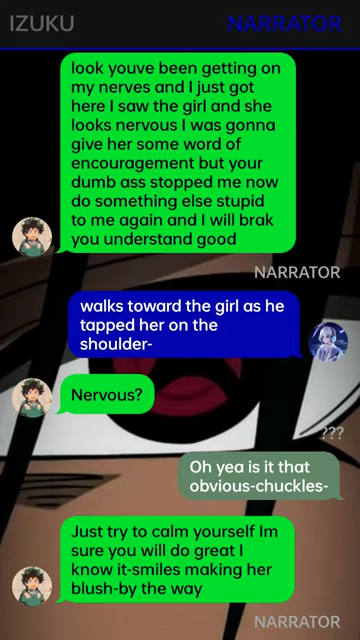 IZUKU NARRATOR
look youve been getting on
my nerves and I just got
here I saw the girl and she
looks nervous I was gonna
give her some word of
encouragement but your
dumb ass stopped me now
do something else stupid
to me again and I will brak
you understand good
NARRATOR
walks toward the girl as he
tapped her on the
shoulder-
Nervous?
???
Oh yea is it that
obvious-chuckles-
Just try to calm yourself Im
sure you will do great I
know it-smiles making her
blush-by the way
NARRATOR